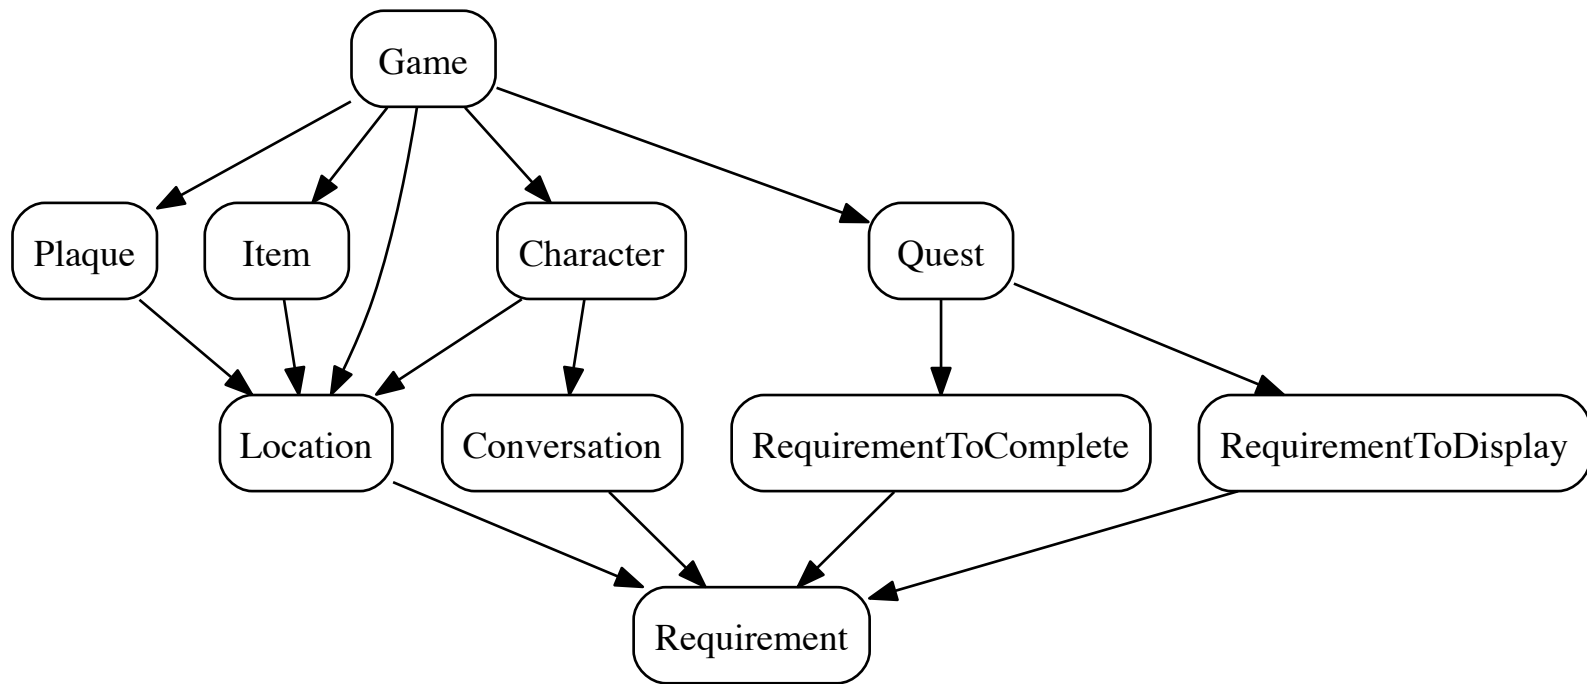 Game
Plaque
Item
Character
Quest
Location
Conversation
RequirementToComplete
RequirementToDisplay
Requirement